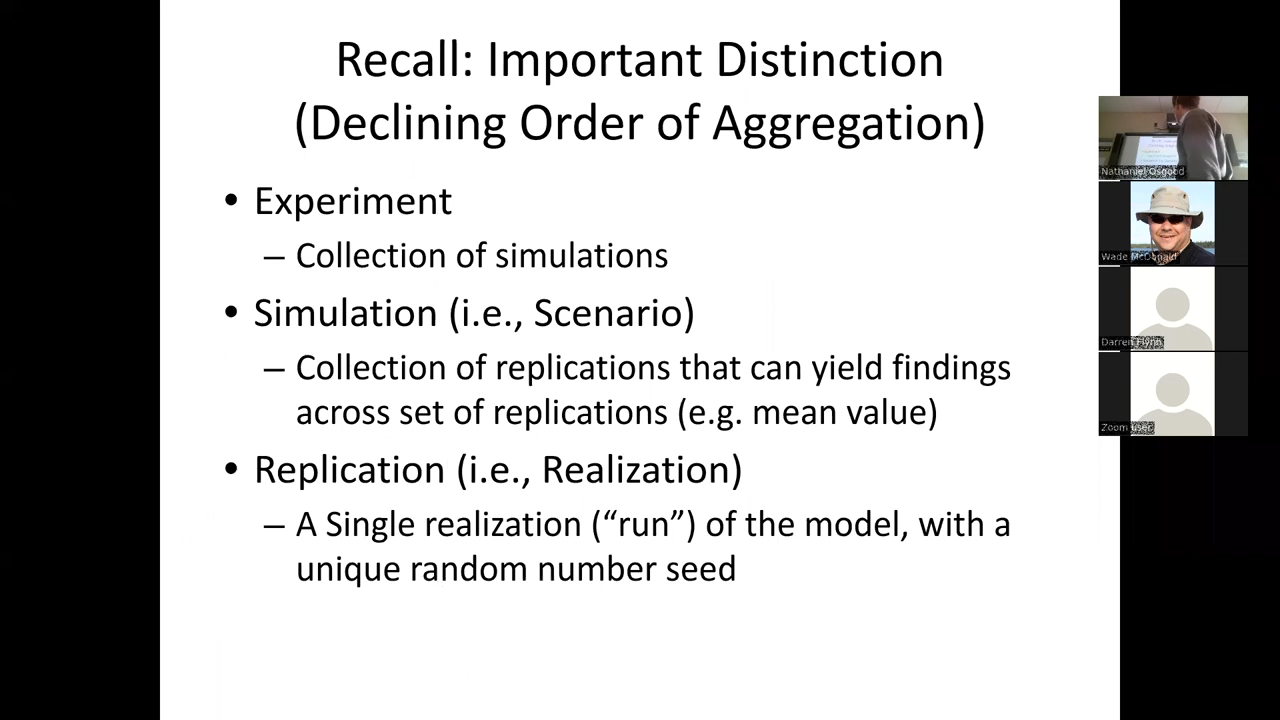 Recall: Important Distinction
(Declining Order of Aggregation)
• Experiment
– Collection of simulations
• Simulation (i.e., Scenario)
– Collection of replications that can yield findings
across set of replications (e.g. mean value)
• Replication (i.e., Realization)
– A Single realization (“run”) of the model, with a
unique random number seed
Nathaniel Osgood
Wade McDonald
Darren Flynn
Zoom user